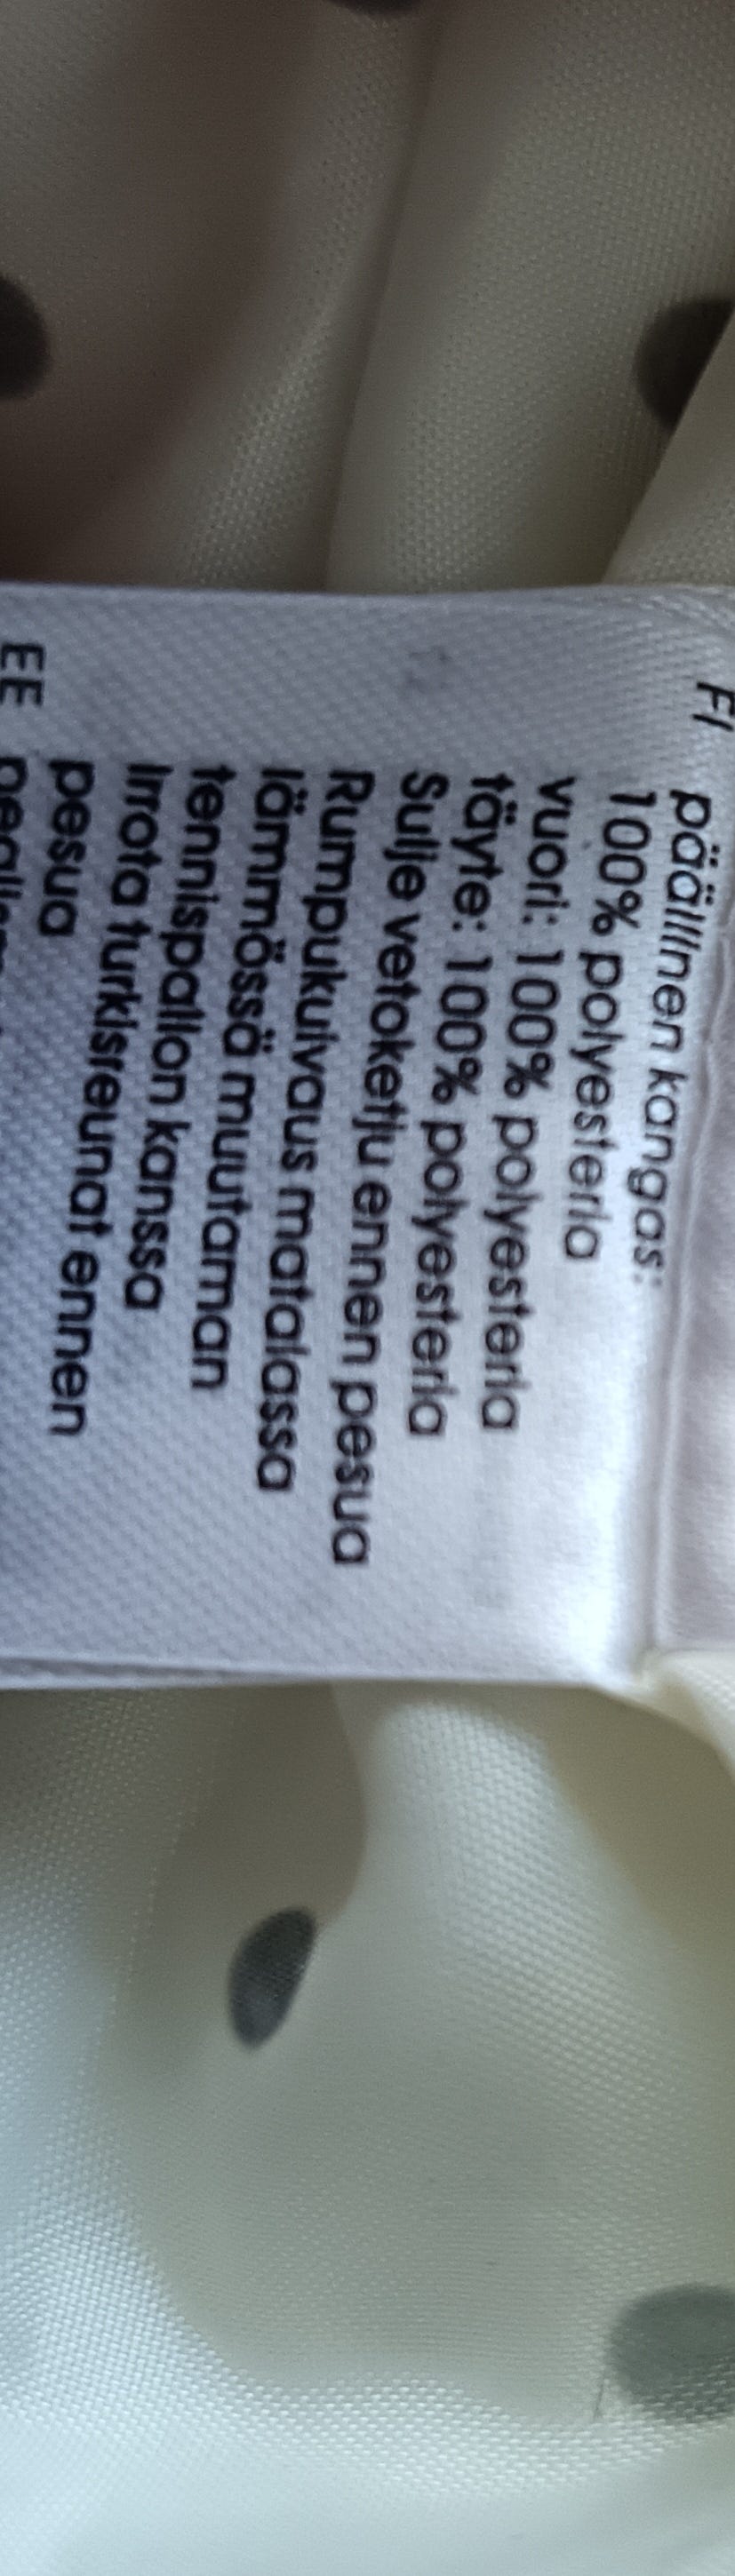 FI päällinen kangas:
100% polyesteria
vuori: 100% polyesteria
täyte: 100% polyesteria
Sulje vetoketju ennen pesua
Rumpukuivaus matalassa
lämmössä muutaman
tennispallon kanssa
Irrota turkisreunat ennen
pesua
EE